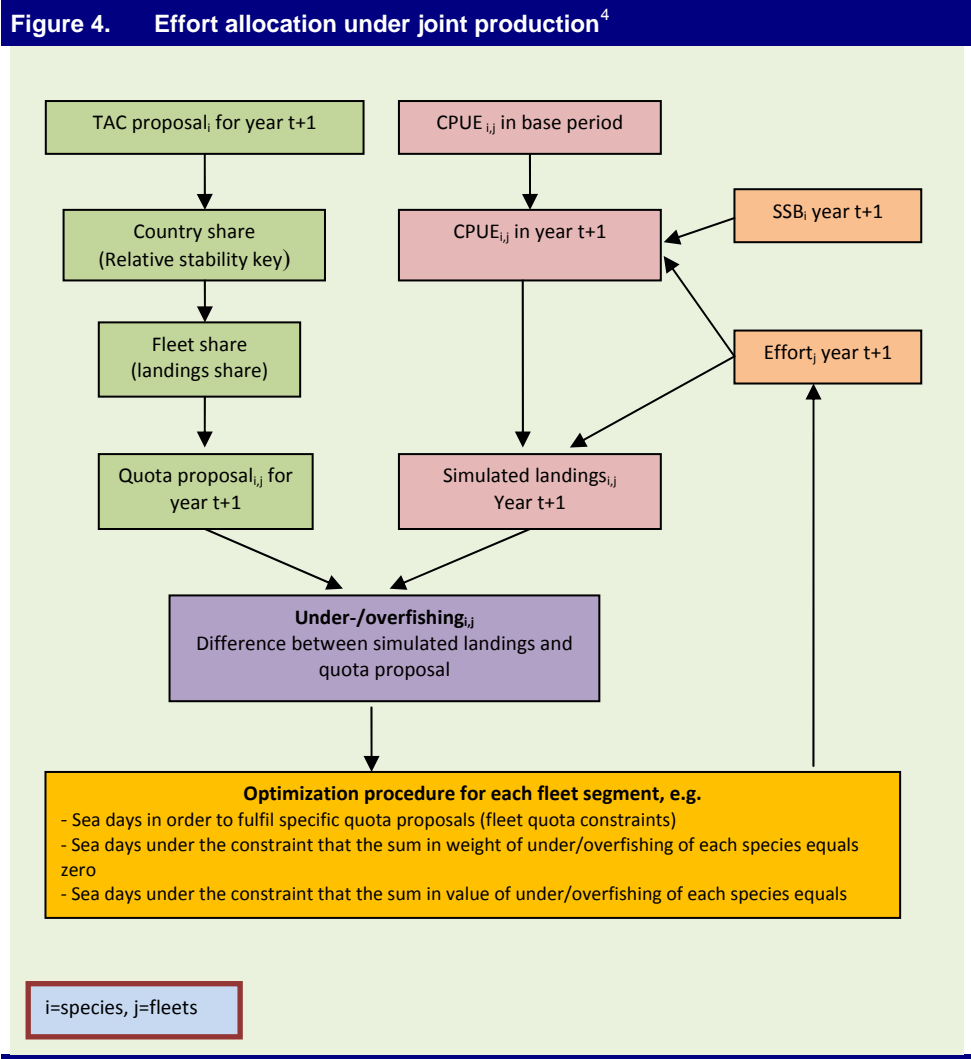 Figure 4. Effort allocation under joint production⁴
TAC proposalᵢ for year t+1
CPUE i,j in base period
Country share
(Relative stability key)
CPUEi,j in year t+1
SSBi year t+1
Fleet share
(landings share)
Effortj year t+1
Quota proposali,j for
year t+1
Simulated landingsi,j
Year t+1
Under-/overfishingi,j
Difference between simulated landings and
quota proposal
Optimization procedure for each fleet segment, e.g.
- Sea days in order to fulfil specific quota proposals (fleet quota constraints)
- Sea days under the constraint that the sum in weight of under/overfishing of each species equals
zero
- Sea days under the constraint that the sum in value of under/overfishing of each species equals
i=species, j=fleets